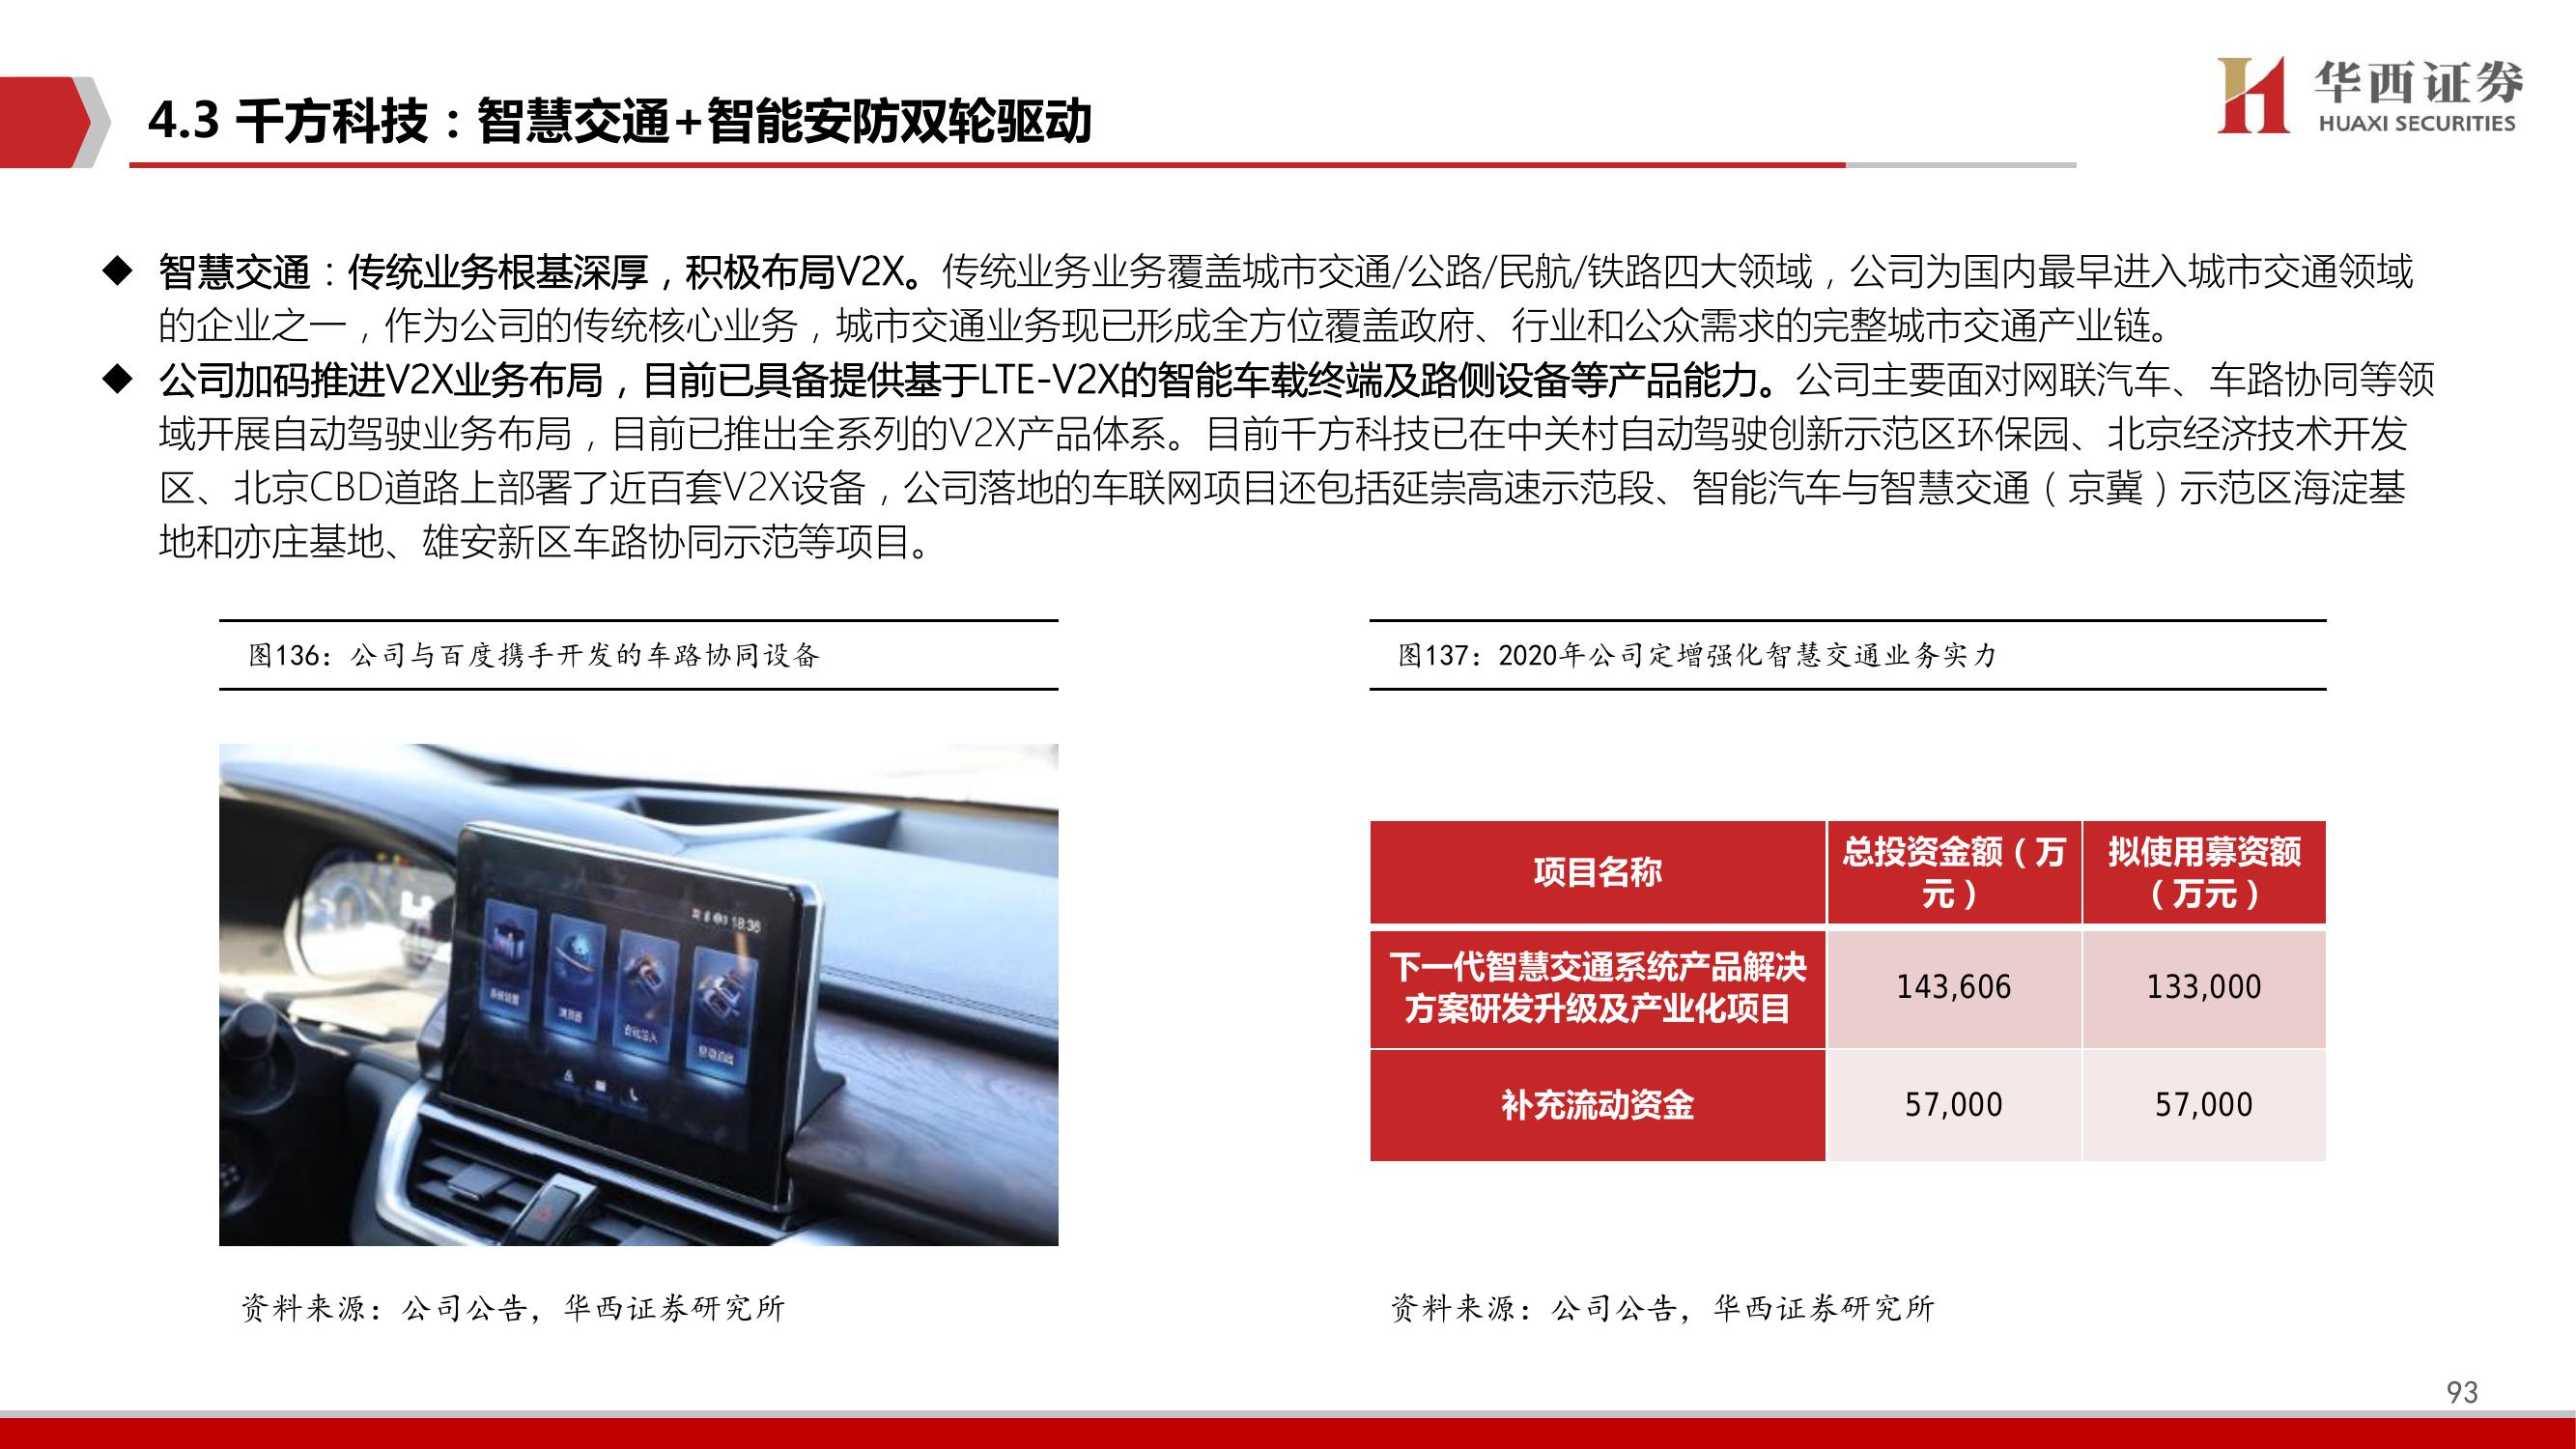 4.3 千方科技：智慧交通+智能安防双轮驱动
华西证券
HUAXI SECURITIES
◆ 智慧交通：传统业务根基深厚，积极布局V2X。传统业务业务覆盖城市交通/公路/民航/铁路四大领域，公司为国内最早进入城市交通领域
的企业之一，作为公司的传统核心业务，城市交通业务现已形成全方位覆盖政府、行业和公众需求的完整城市交通产业链。
◆ 公司加码推进V2X业务布局，目前已具备提供基于LTE-V2X的智能车载终端及路侧设备等产品能力。公司主要面对网联汽车、车路协同等领
域开展自动驾驶业务布局，目前已推出全系列的V2X产品体系。目前千方科技已在中关村自动驾驶创新示范区环保园、北京经济技术开发
区、北京CBD道路上部署了近百套V2X设备，公司落地的车联网项目还包括延崇高速示范段、智能汽车与智慧交通（京冀）示范区海淀基
地和亦庄基地、雄安新区车路协同示范等项目。
图136：公司与百度携手开发的车路协同设备
18:36
系统设置
浏览器
资料来源：公司公告，华西证券研究所
图137：2020年公司定增强化智慧交通业务实力
项目名称
总投资金额（万
元）
拟使用募资额
（万元）
下一代智慧交通系统产品解决
方案研发升级及产业化项目
143,606
133,000
补充流动资金
57,000
57,000
资料来源：公司公告，华西证券研究所
93